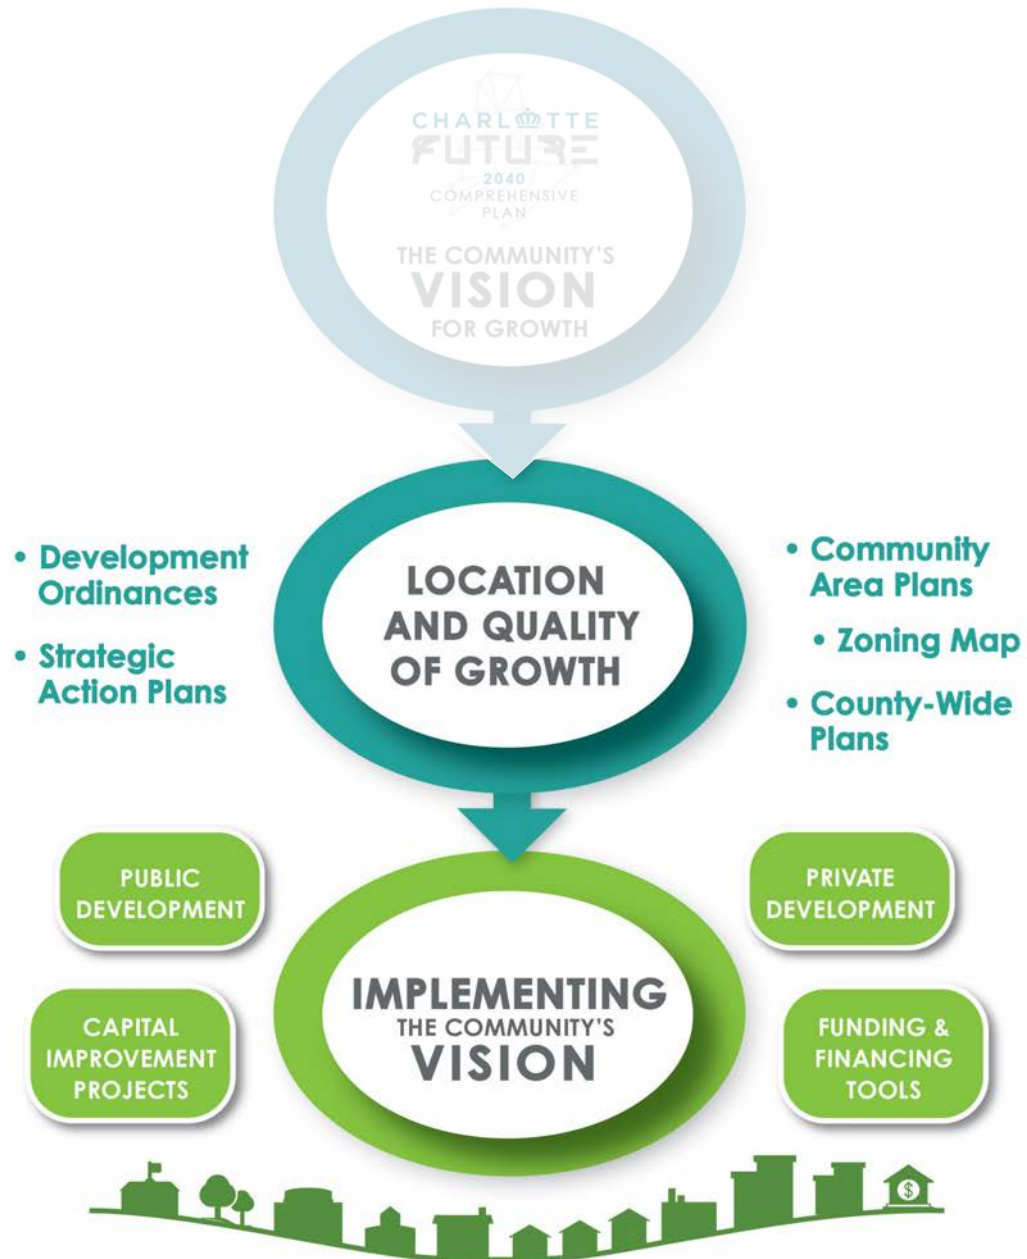 CHARLOTTE
FUTURE
2040
COMPREHENSIVE
PLAN
THE COMMUNITY'S
VISION
FOR GROWTH
• Development
Ordinances
• Strategic
Action Plans
LOCATION
AND QUALITY
OF GROWTH
• Community
Area Plans
• Zoning Map
• County-Wide
Plans
PUBLIC
DEVELOPMENT
CAPITAL
IMPROVEMENT
PROJECTS
IMPLEMENTING
THE COMMUNITY'S
VISION
PRIVATE
DEVELOPMENT
FUNDING &
FINANCING
TOOLS
$